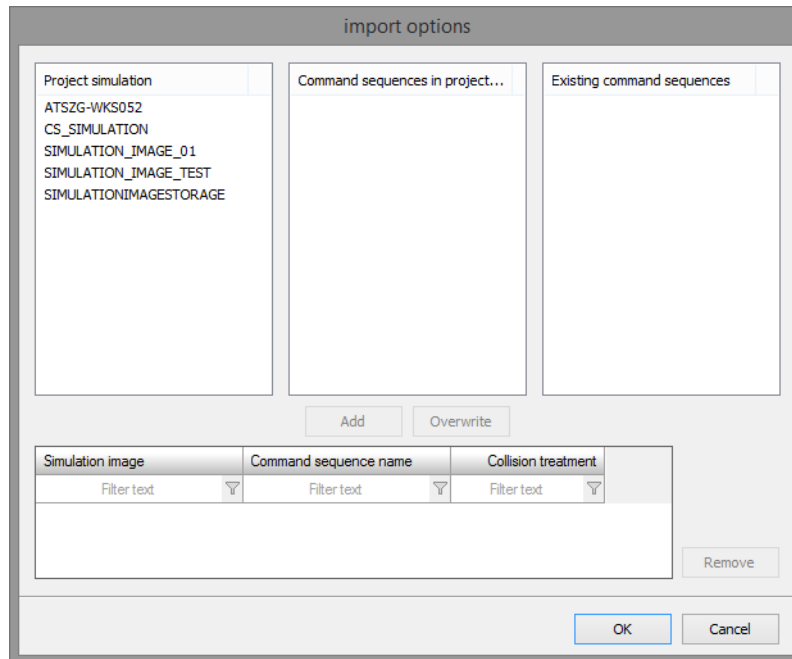 import options
Project simulation
Command sequences in project...
Existing command sequences
ATSZG-WKS052
CS_SIMULATION
SIMULATION_IMAGE_01
SIMULATION_IMAGE_TEST
SIMULATIONIMAGESTORAGE
Add
Overwrite
Simulation image
Command sequence name
Collision treatment
Filter text
Filter text
Filter text
Remove
OK
Cancel